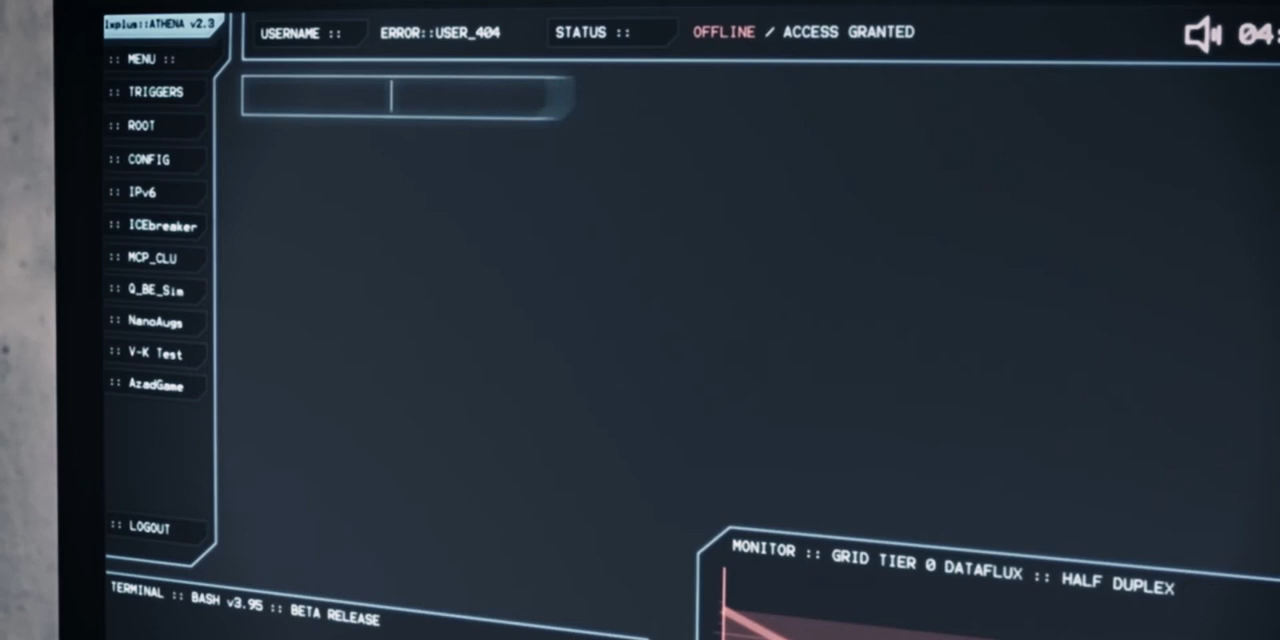 ::ATHENA v2.3
USERNAME :: ERROR::USER_404 STATUS :: OFFLINE / ACCESS GRANTED
04:
:: MENU ::
:: TRIGGERS
:: ROOT
:: CONFIG
:: IPv6
:: ICEbreaker
:: MCP_CLU
:: Q_BE_Sim
:: NanoAugs
:: V-K Test
:: AzadGame
:: LOGOUT
TERMINAL :: BASH v3.95 :: BETA RELEASE
MONITOR :: GRID TIER 0 DATAFLUX :: HALF DUPLEX